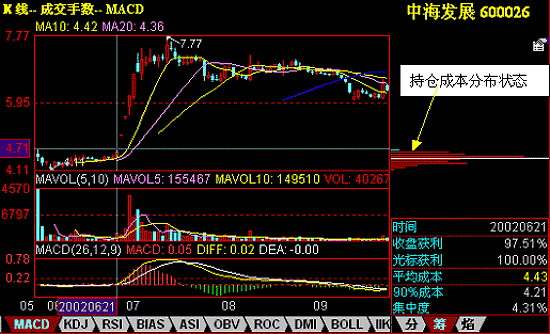 K线-- 成交手数-- MACD
中海发展 600026
MA10: 4.42 MA20: 4.36
7.77
7.77
持仓成本分布状态
5.95
4.71
4.11
MAVOL(5,10) MAVOL5: 155467 MAVOL10: 149510 VOL: 40267
4570
6797
时间 20020621
收盘获利 97.51%
光标获利 100.00%
平均成本 4.43
90%成本 4.21
集中度 4.31%
MACD(26,12,9) MACD: 0.05 DIFF: 0.02 DEA: -0.00
0.78
0.22
05 06 20020621 07 08 09
MACD KDJ RSI BIAS ASI OBV ROC DMI BOLL
分 筹 焰